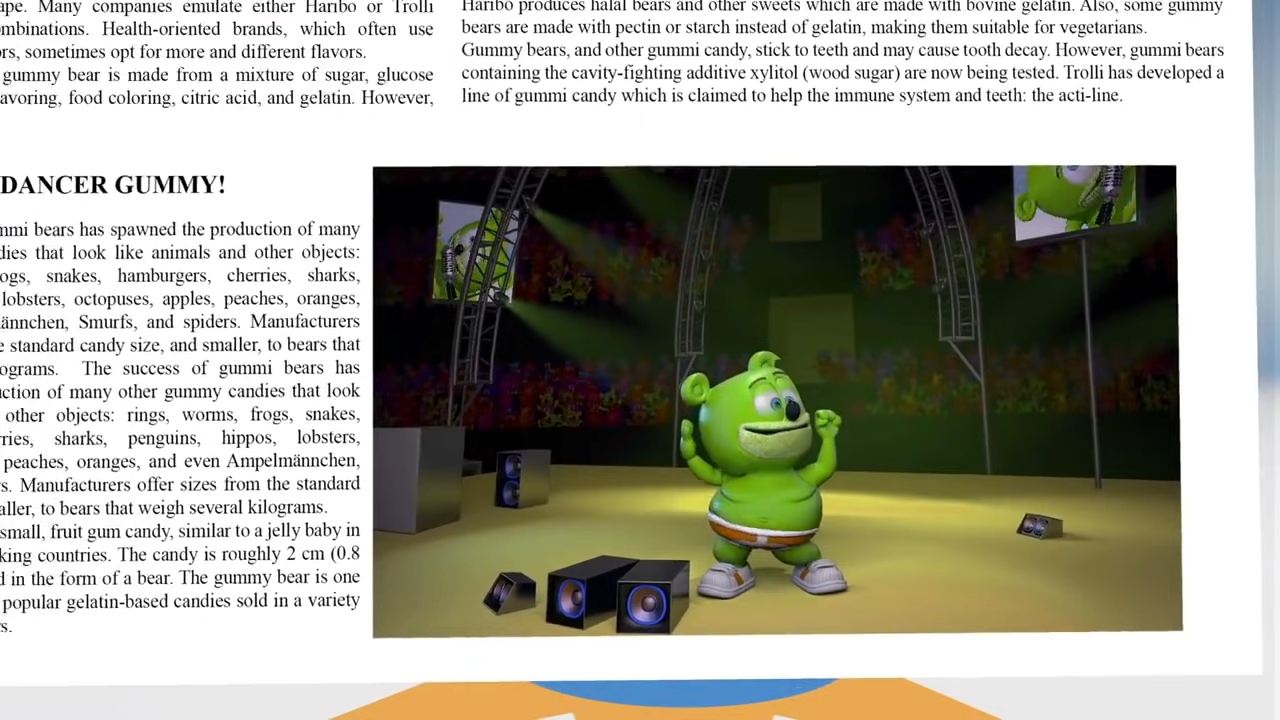 ape. Many companies emulate either Haribo or Trolli
ombinations. Health-oriented brands, which often use
ors, sometimes opt for more and different flavors.
gummy bear is made from a mixture of sugar, glucose
avoring, food coloring, citric acid, and gelatin. However,
Haribo produces halal bears and other sweets which are made with bovine gelatin. Also, some gummy
bears are made with pectin or starch instead of gelatin, making them suitable for vegetarians.
Gummy bears, and other gummi candy, stick to teeth and may cause tooth decay. However, gummi bears
containing the cavity-fighting additive xylitol (wood sugar) are now being tested. Trolli has developed a
line of gummi candy which is claimed to help the immune system and teeth: the acti-line.
DANCER GUMMY!
mmi bears has spawned the production of many
dies that look like animals and other objects:
ogs, snakes, hamburgers, cherries, sharks,
lobsters, octopuses, apples, peaches, oranges,
ännchen, Smurfs, and spiders. Manufacturers
e standard candy size, and smaller, to bears that
ograms. The success of gummi bears has
uction of many other gummy candies that look
other objects: rings, worms, frogs, snakes,
rries, sharks, penguins, hippos, lobsters,
peaches, oranges, and even Ampelmännchen,
s. Manufacturers offer sizes from the standard
aller, to bears that weigh several kilograms.
small, fruit gum candy, similar to a jelly baby in
king countries. The candy is roughly 2 cm (0.8
d in the form of a bear. The gummy bear is one
popular gelatin-based candies sold in a variety
s.